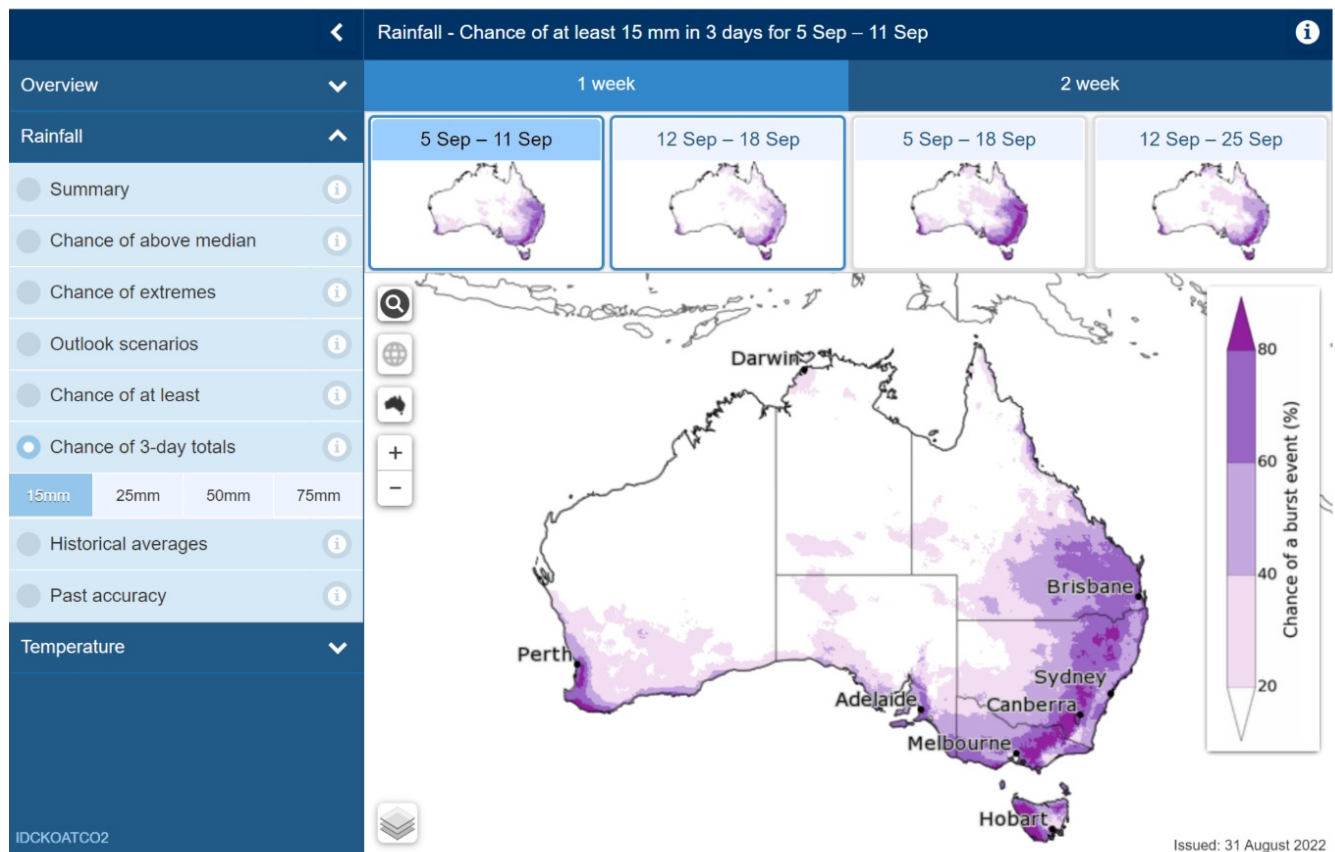 Rainfall - Chance of at least 15 mm in 3 days for 5 Sep – 11 Sep
Overview
Rainfall
Summary
Chance of above median
Chance of extremes
Outlook scenarios
Chance of at least
Chance of 3-day totals
15mm 25mm 50mm 75mm
Historical averages
Past accuracy
Temperature
IDCKOATCO2
1 week 2 week
5 Sep – 11 Sep 12 Sep – 18 Sep 5 Sep – 18 Sep 12 Sep – 25 Sep
Darwin
Brisbane
Perth
Sydney
Adelaide
Canberra
Melbourne
Hobart
80
60
40
20
Chance of a burst event (%)
Issued: 31 August 2022